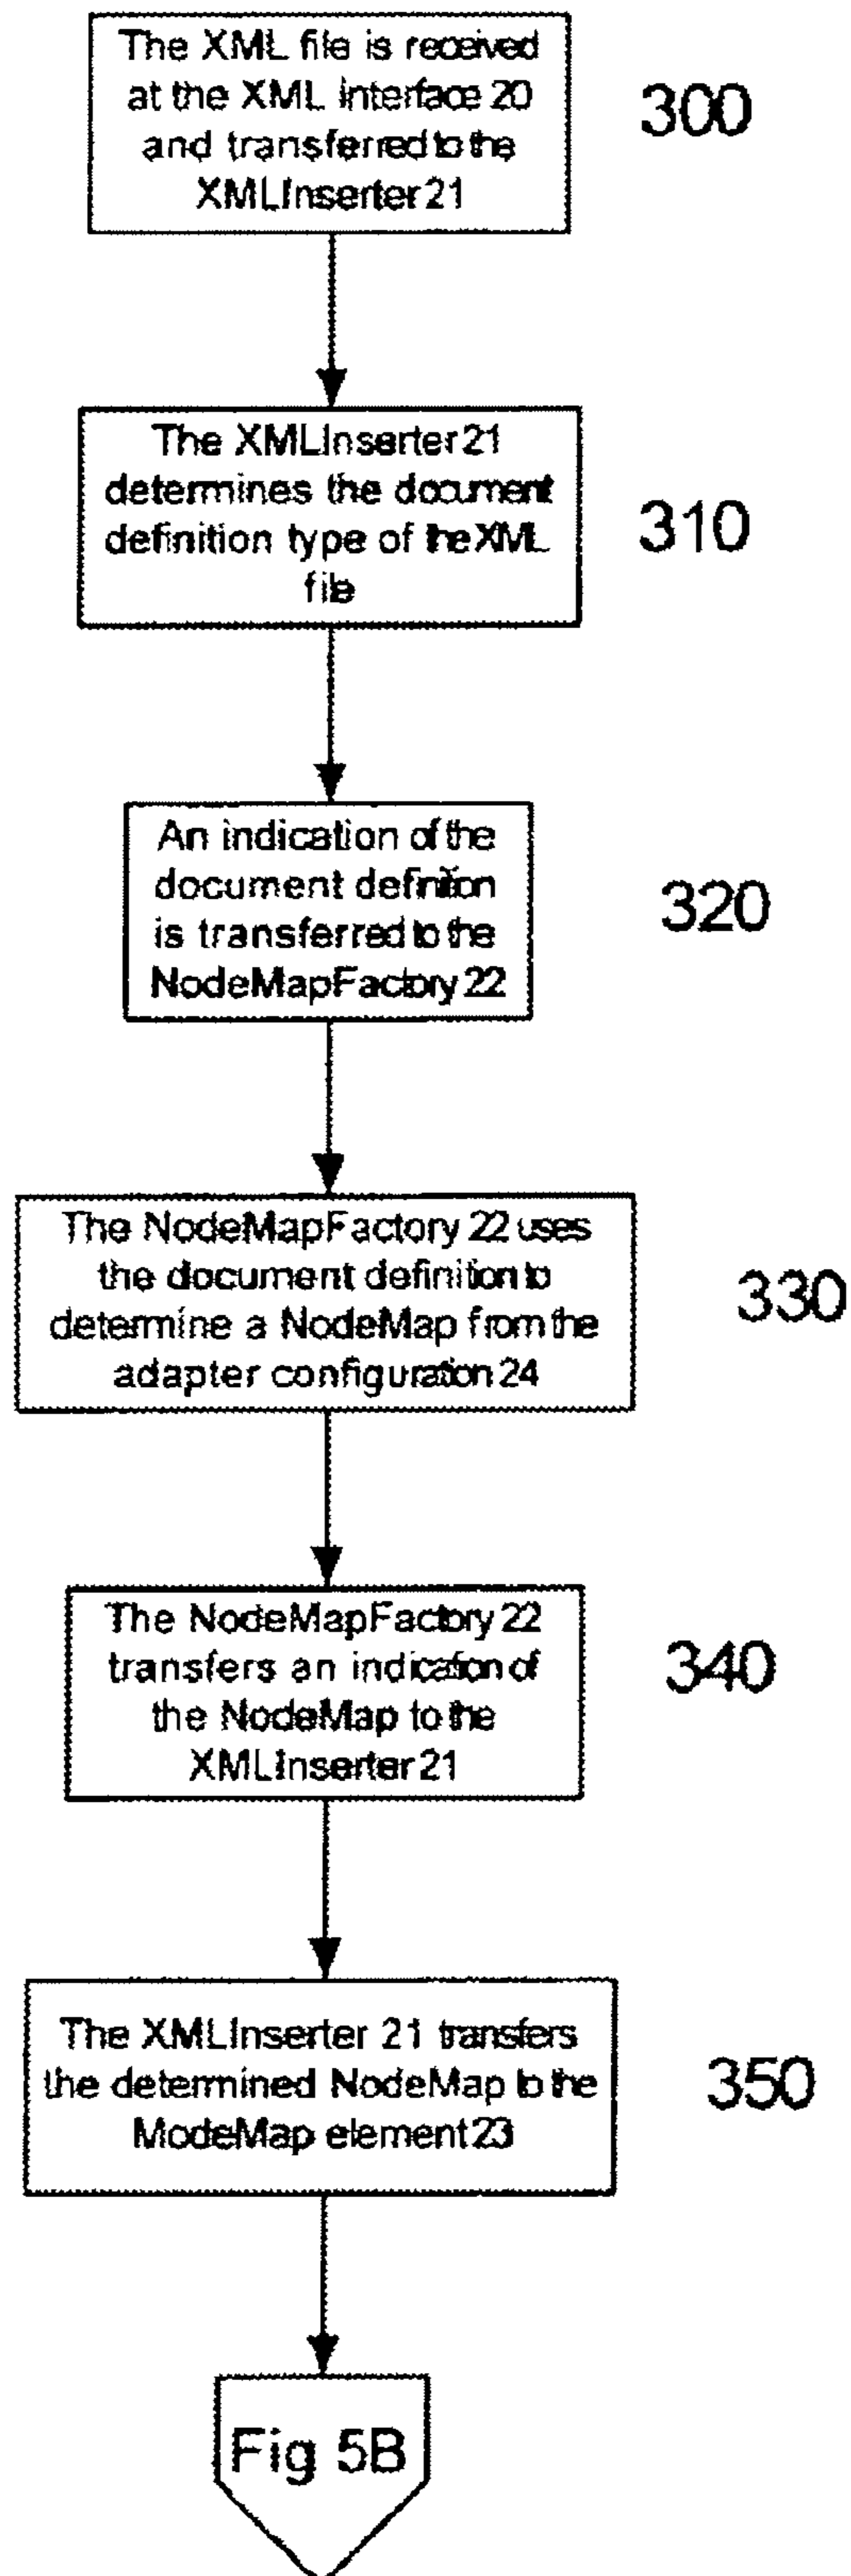 The XML file is received
at the XML interface 20
and transferred to the
XMLInserter 21
300
The XMLInserter 21
determines the document
definition type of the XML
file
310
An indication of the
document definition
is transferred to the
NodeMapFactory 22
320
The NodeMapFactory 22 uses
the document definition to
determine a NodeMap from the
adapter configuration 24
330
The NodeMapFactory 22
transfers an indication of
the NodeMap to the
XMLInserter 21
340
The XMLInserter 21 transfers
the determined NodeMap to the
ModeMap element 23
350
Fig 5B